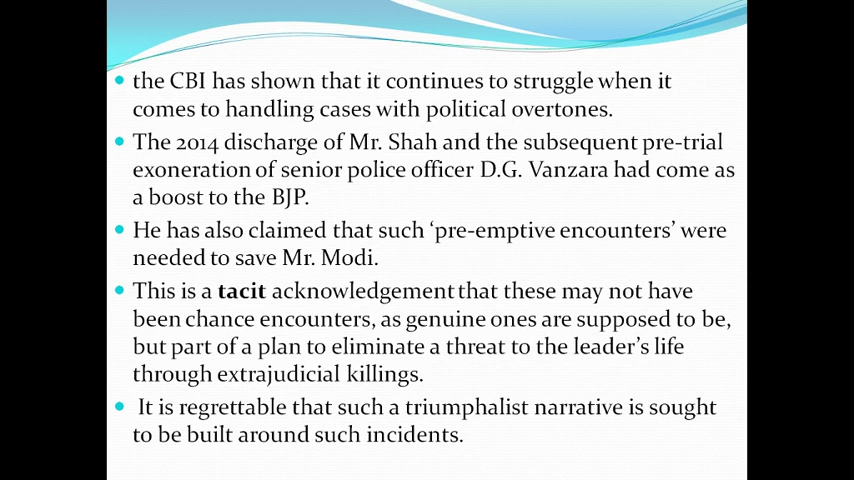 the CBI has shown that it continues to struggle when it
comes to handling cases with political overtones.
The 2014 discharge of Mr. Shah and the subsequent pre-trial
exoneration of senior police officer D.G. Vanzara had come as
a boost to the BJP.
He has also claimed that such ‘pre-emptive encounters’ were
needed to save Mr. Modi.
This is a tacit acknowledgement that these may not have
been chance encounters, as genuine ones are supposed to be,
but part of a plan to eliminate a threat to the leader’s life
through extrajudicial killings.
It is regrettable that such a triumphalist narrative is sought
to be built around such incidents.